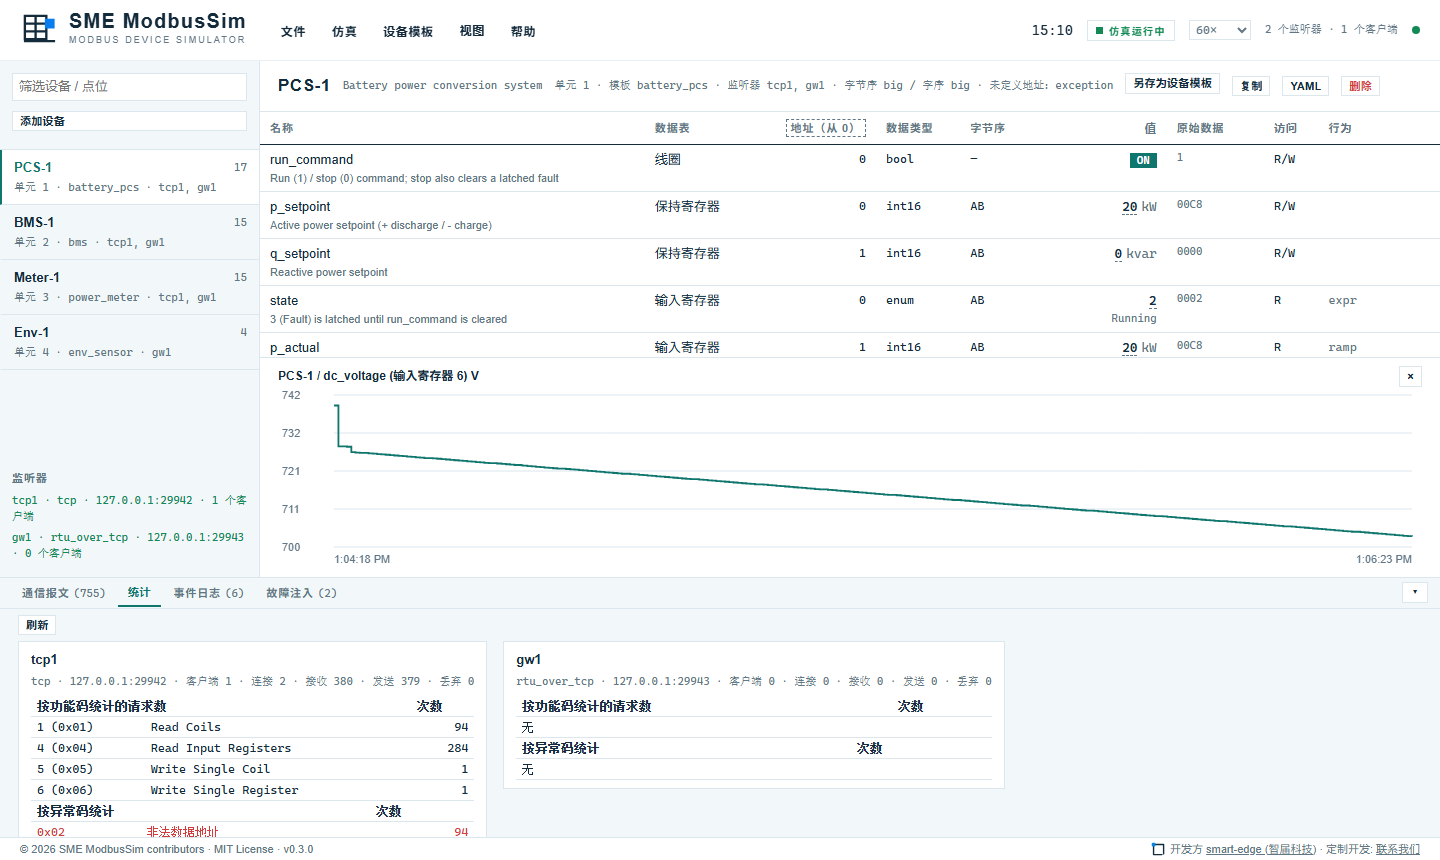 SME ModbusSim
MODBUS DEVICE SIMULATOR
文件 仿真 设备模板 视图 帮助
15:10 仿真运行中 60× 2 个监听器 · 1 个客户端
筛选设备 / 点位
添加设备
PCS-1 17
单元 1 · battery_pcs · tcp1, gw1
BMS-1 15
单元 2 · bms · tcp1, gw1
Meter-1 15
单元 3 · power_meter · tcp1, gw1
Env-1 4
单元 4 · env_sensor · gw1
监听器
tcp1 · tcp · 127.0.0.1:29942 · 1 个客
户端
gw1 · rtu_over_tcp · 127.0.0.1:29943
· 0 个客户端
PCS-1 Battery power conversion system 单元 1 · 模板 battery_pcs · 监听器 tcp1, gw1 · 字节序 big / 字序 big · 未定义地址: exception 另存为设备模板 复制 YAML 删除
名称 数据表 地址（从 0） 数据类型 字节序 值 原始数据 访问 行为
run_command 线圈 0 bool — ON 1 R/W
Run (1) / stop (0) command; stop also clears a latched fault
p_setpoint 保持寄存器 0 int16 AB 20 kW 00C8 R/W
Active power setpoint (+ discharge / - charge)
q_setpoint 保持寄存器 1 int16 AB 0 kvar 0000 R/W
Reactive power setpoint
state 输入寄存器 0 enum AB 2 0002 R expr
3 (Fault) is latched until run_command is cleared Running
p_actual 输入寄存器 1 int16 AB 20 kW 00C8 R ramp
PCS-1 / dc_voltage (输入寄存器 6) V ×
742
732
721
711
700
1:04:18 PM 1:06:23 PM
通信报文 (755) 统计 事件日志 (6) 故障注入 (2) ▾
刷新
tcp1
tcp · 127.0.0.1:29942 · 客户端 1 · 连接 2 · 接收 380 · 发送 379 · 丢弃 0
按功能码统计的请求数 次数
1 (0x01) Read Coils 94
4 (0x04) Read Input Registers 284
5 (0x05) Write Single Coil 1
6 (0x06) Write Single Register 1
按异常码统计 次数
0x02 非法数据地址 94
gw1
rtu_over_tcp · 127.0.0.1:29943 · 客户端 0 · 连接 0 · 接收 0 · 发送 0 · 丢弃 0
按功能码统计的请求数 次数
无
按异常码统计 次数
无
© 2026 SME ModbusSim contributors · MIT License · v0.3.0 开发方 smart-edge (智届科技) · 定制开发: 联系我们